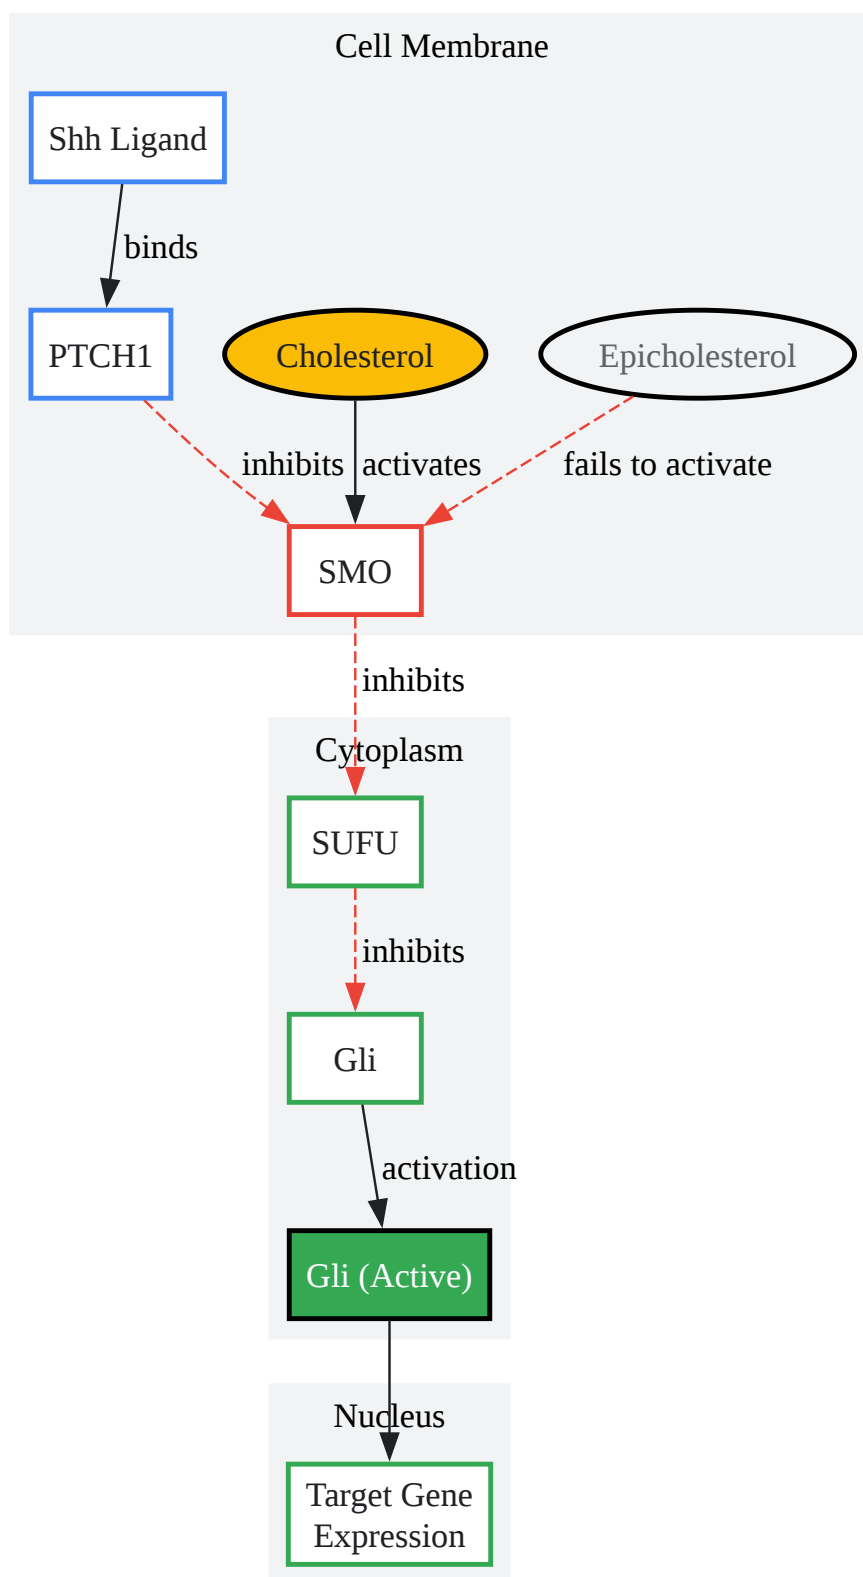 Cell Membrane
Shh Ligand
binds
PTCH1
Cholesterol
Epicholesterol
inhibits
activates
fails to activate
SMO
inhibits
Cytoplasm
SUFU
inhibits
Gli
activation
Gli (Active)
Nucleus
Target Gene
Expression